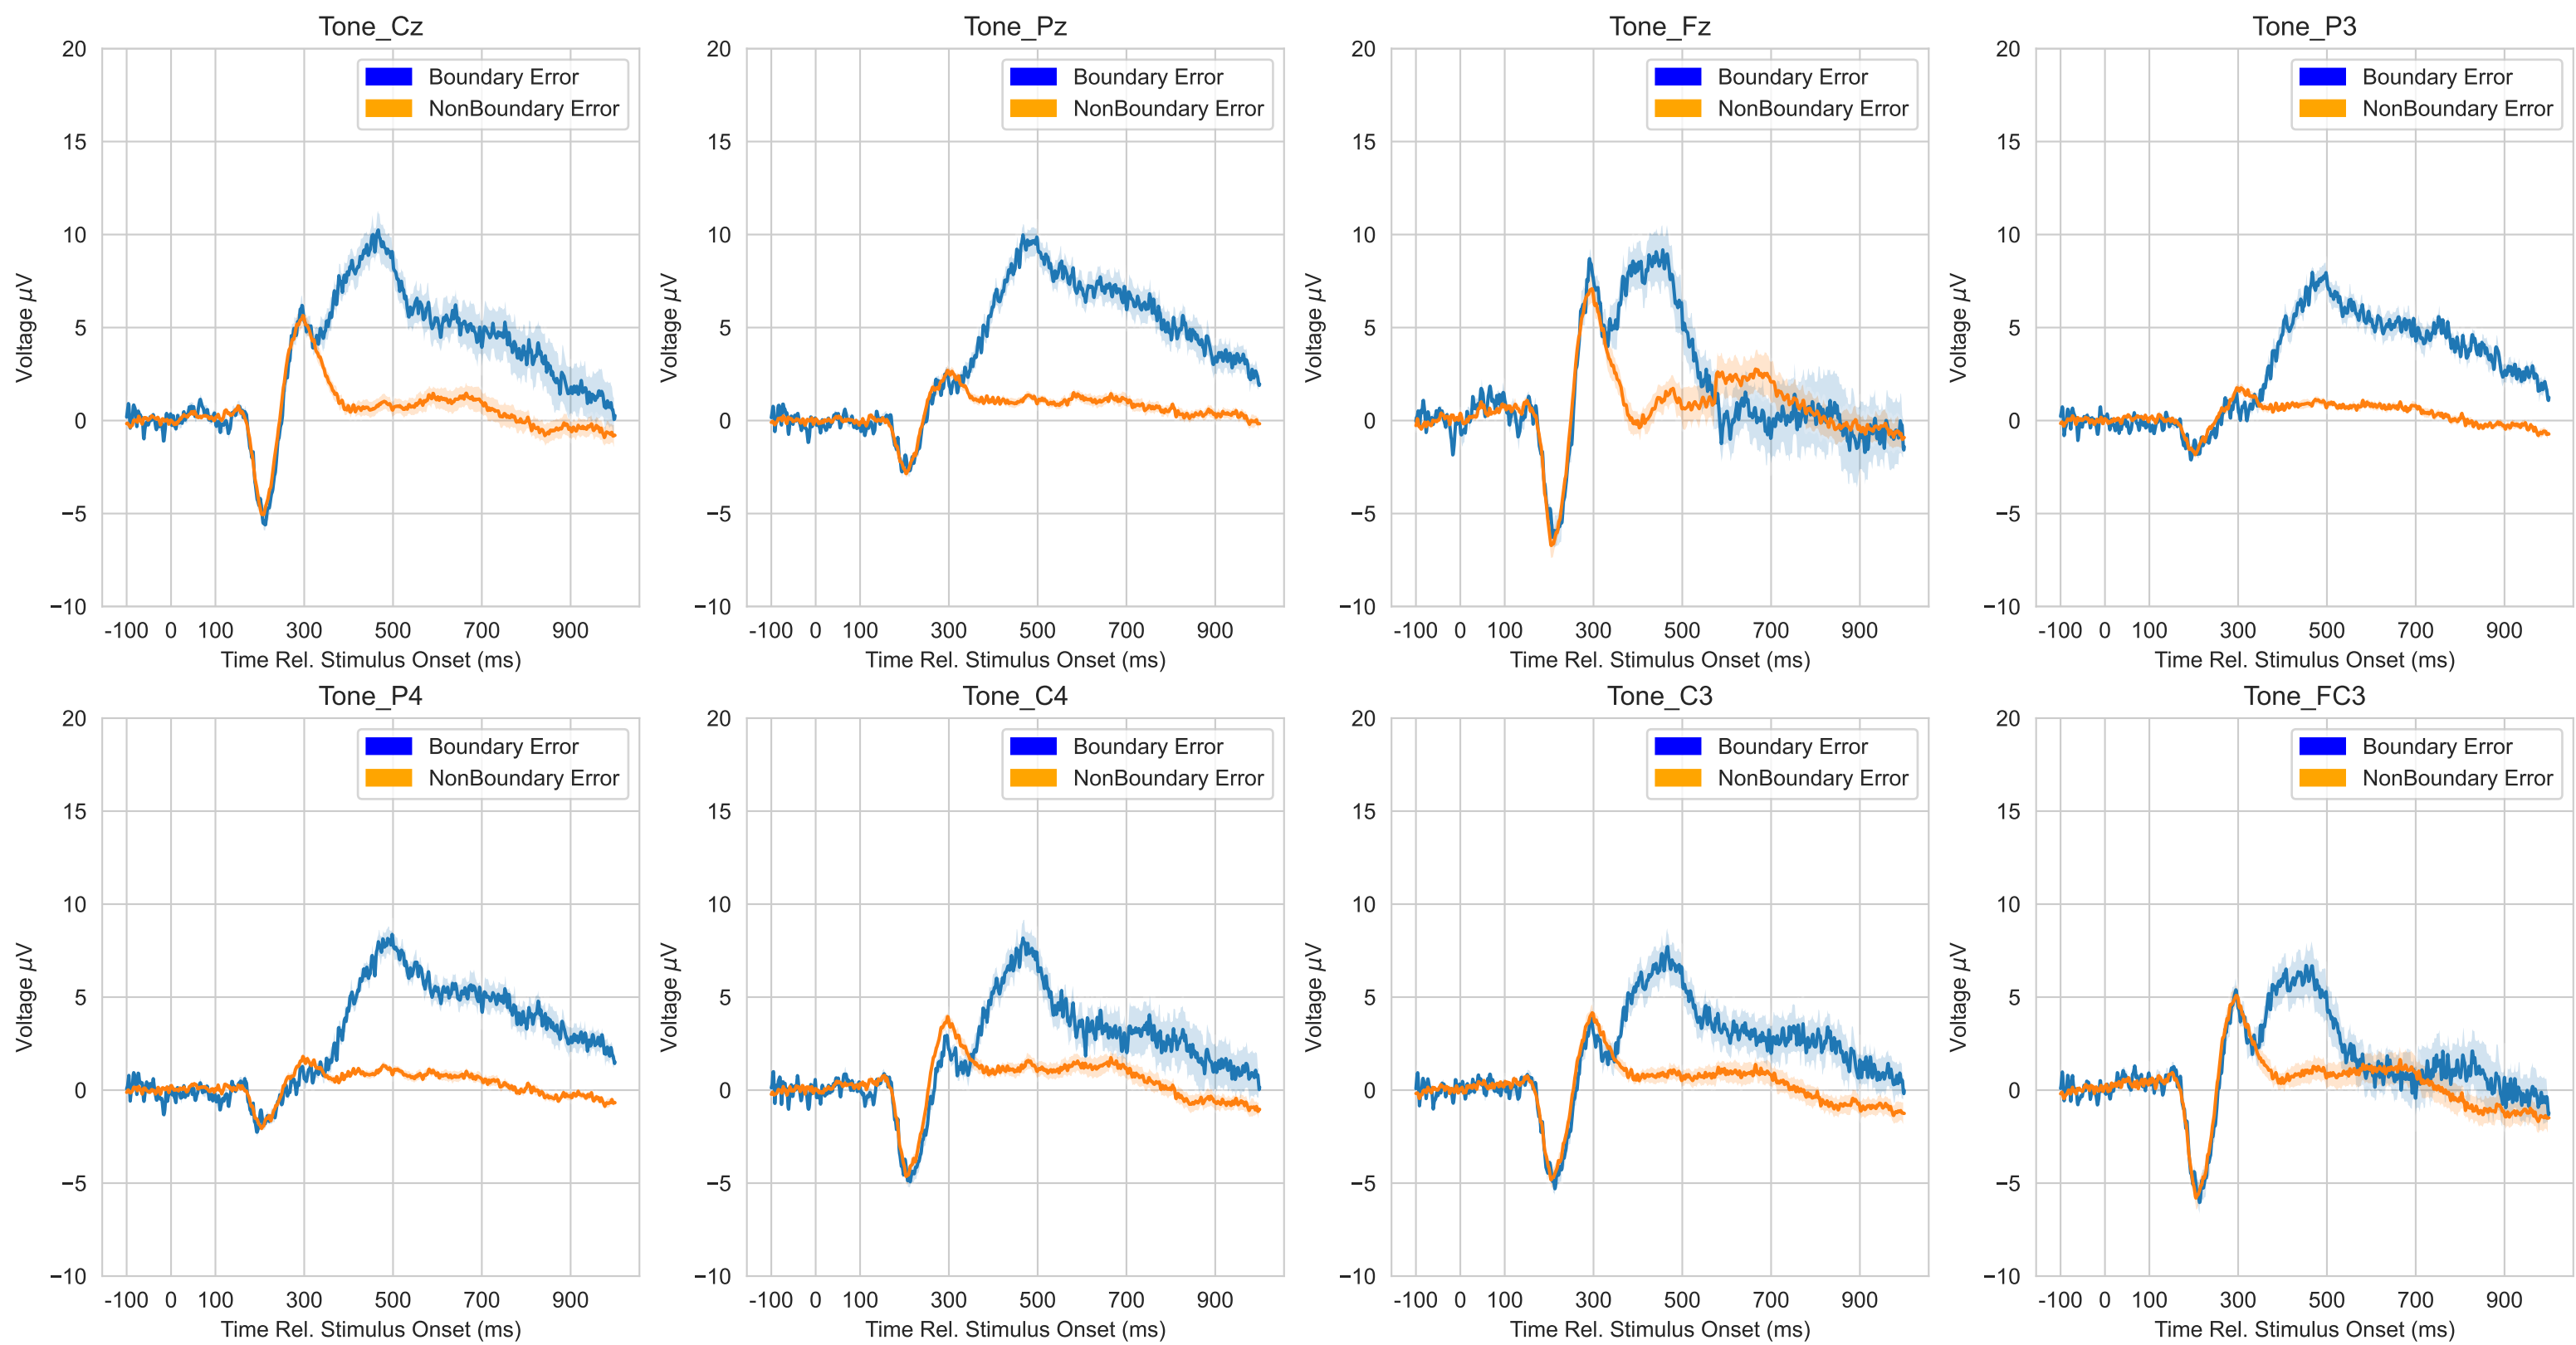 Tone_Cz
20
15
10
5
0
−5
−10
Voltage µV
Boundary Error
NonBoundary Error
-100 0 100 300 500 700 900
Time Rel. Stimulus Onset (ms)
Tone_Pz
20
15
10
5
0
−5
−10
Voltage µV
Boundary Error
NonBoundary Error
-100 0 100 300 500 700 900
Time Rel. Stimulus Onset (ms)
Tone_Fz
20
15
10
5
0
−5
−10
Voltage µV
Boundary Error
NonBoundary Error
-100 0 100 300 500 700 900
Time Rel. Stimulus Onset (ms)
Tone_P3
20
15
10
5
0
−5
−10
Voltage µV
Boundary Error
NonBoundary Error
-100 0 100 300 500 700 900
Time Rel. Stimulus Onset (ms)
Tone_P4
20
15
10
5
0
−5
−10
Voltage µV
Boundary Error
NonBoundary Error
-100 0 100 300 500 700 900
Time Rel. Stimulus Onset (ms)
Tone_C4
20
15
10
5
0
−5
−10
Voltage µV
Boundary Error
NonBoundary Error
-100 0 100 300 500 700 900
Time Rel. Stimulus Onset (ms)
Tone_C3
20
15
10
5
0
−5
−10
Voltage µV
Boundary Error
NonBoundary Error
-100 0 100 300 500 700 900
Time Rel. Stimulus Onset (ms)
Tone_FC3
20
15
10
5
0
−5
−10
Voltage µV
Boundary Error
NonBoundary Error
-100 0 100 300 500 700 900
Time Rel. Stimulus Onset (ms)